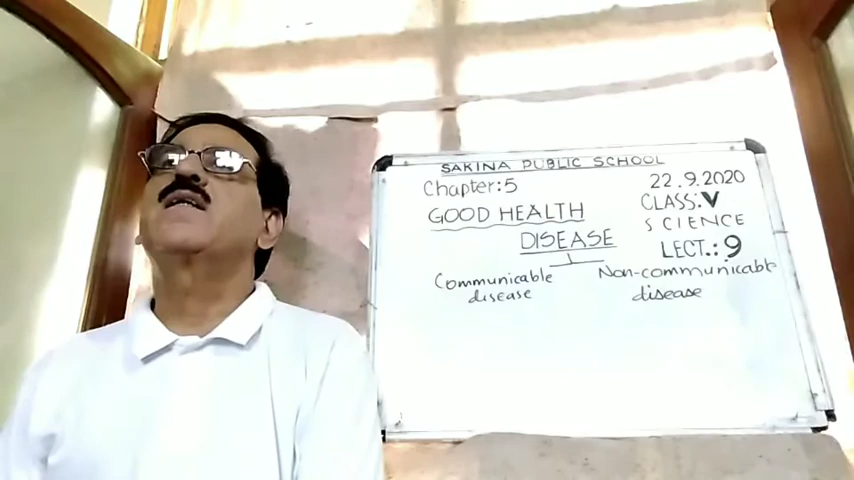 SAKINA PUBLIC SCHOOL
Chapter:5
22.9.2020
GOOD HEALTH
CLASS:V
SCIENCE
DISEASE
LECT.:9
Communicable
disease
Non-communicable
disease